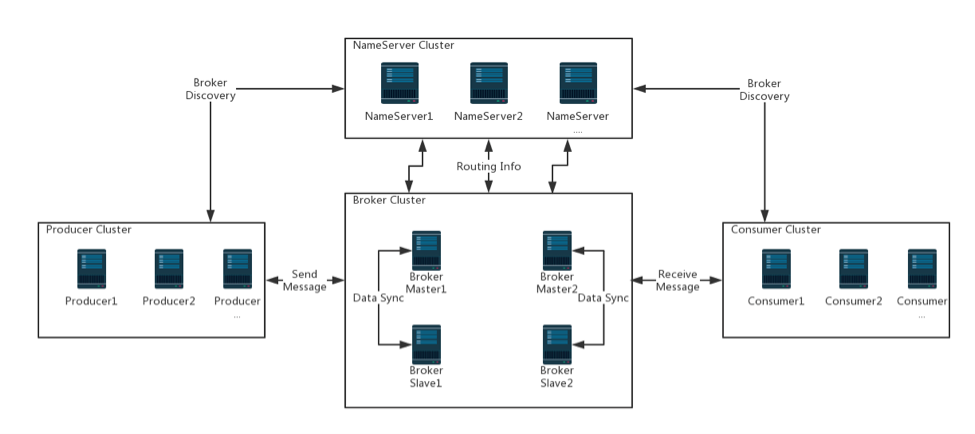 NameServer Cluster
NameServer1
NameServer2
NameServer
....
Broker
Discovery
Broker
Discovery
Routing Info
Producer Cluster
Producer1
Producer2
Producer
...
Send
Message
Broker Cluster
Broker
Master1
Broker
Master2
Data Sync
Data Sync
Broker
Slave1
Broker
Slave2
Receive
Message
Consumer Cluster
Consumer1
Consumer2
Consumer
...